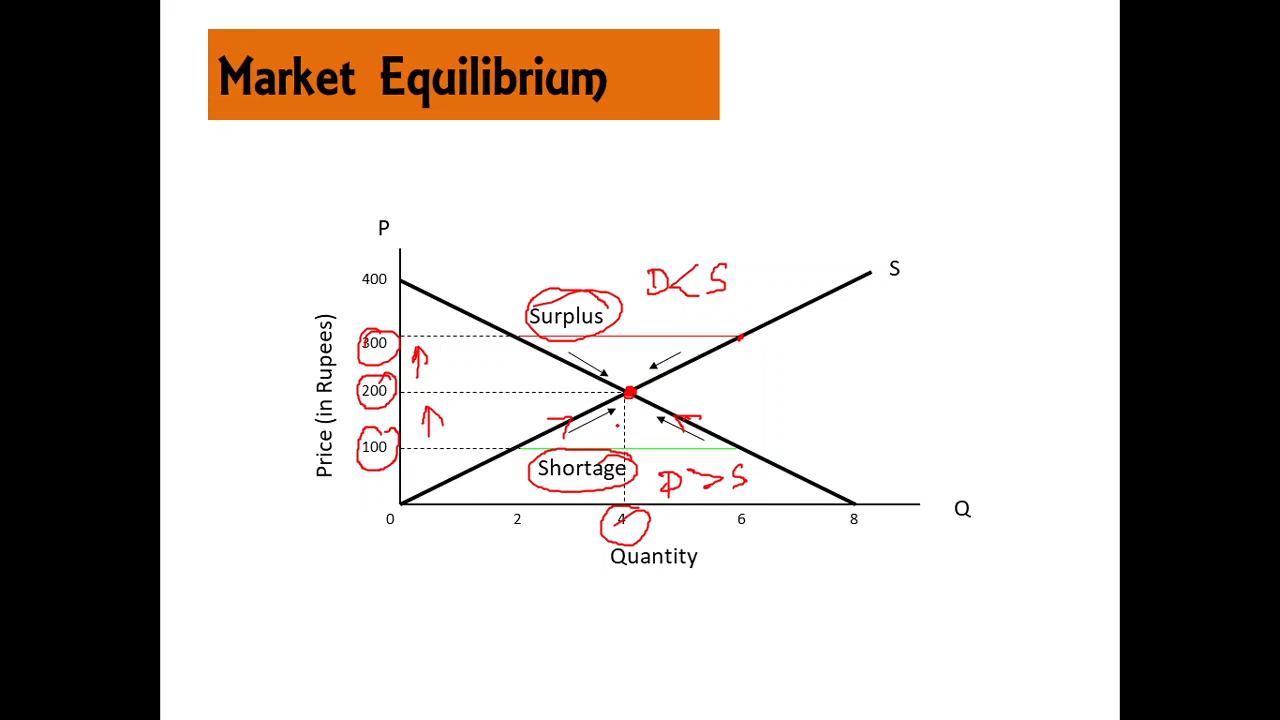 Market Equilibrium
P
400
S
D<S
Surplus
300
200
100
Price (in Rupees)
Shortage
D>S
0 2 4 6 8
Q
Quantity